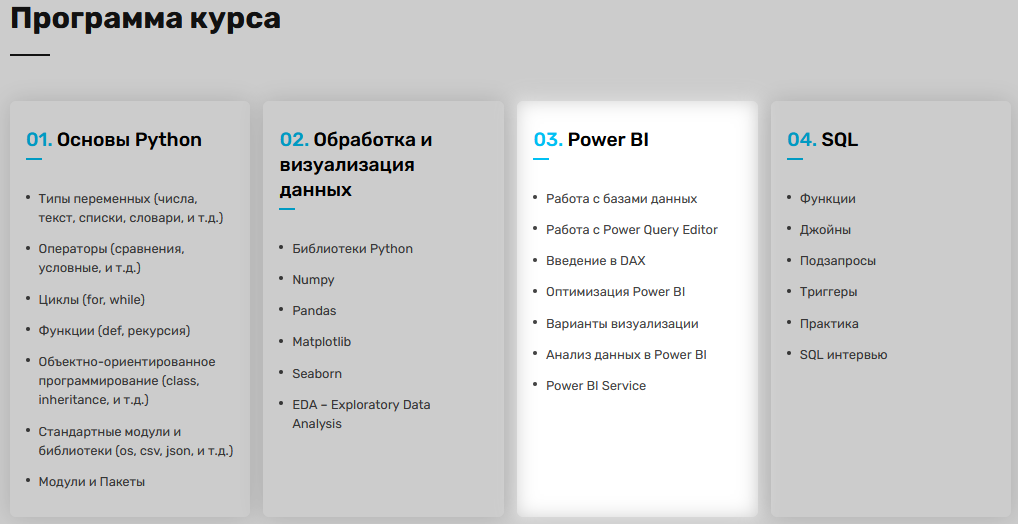 Программа курса
01. Основы Python
• Типы переменных (числа,
текст, списки, словари, и т.д.)
• Операторы (сравнения,
условные, и т.д.)
• Циклы (for, while)
• Функции (def, рекурсия)
• Объектно-ориентированное
программирование (class,
inheritance, и т.д.)
• Стандартные модули и
библиотеки (os, csv, json, и т.д.)
• Модули и Пакеты
02. Обработка и
визуализация
данных
• Библиотеки Python
• Numpy
• Pandas
• Matplotlib
• Seaborn
• EDA – Exploratory Data
Analysis
03. Power BI
• Работа с базами данных
• Работа с Power Query Editor
• Введение в DAX
• Оптимизация Power BI
• Варианты визуализации
• Анализ данных в Power BI
• Power BI Service
04. SQL
• Функции
• Джойны
• Подзапросы
• Триггеры
• Практика
• SQL интервью